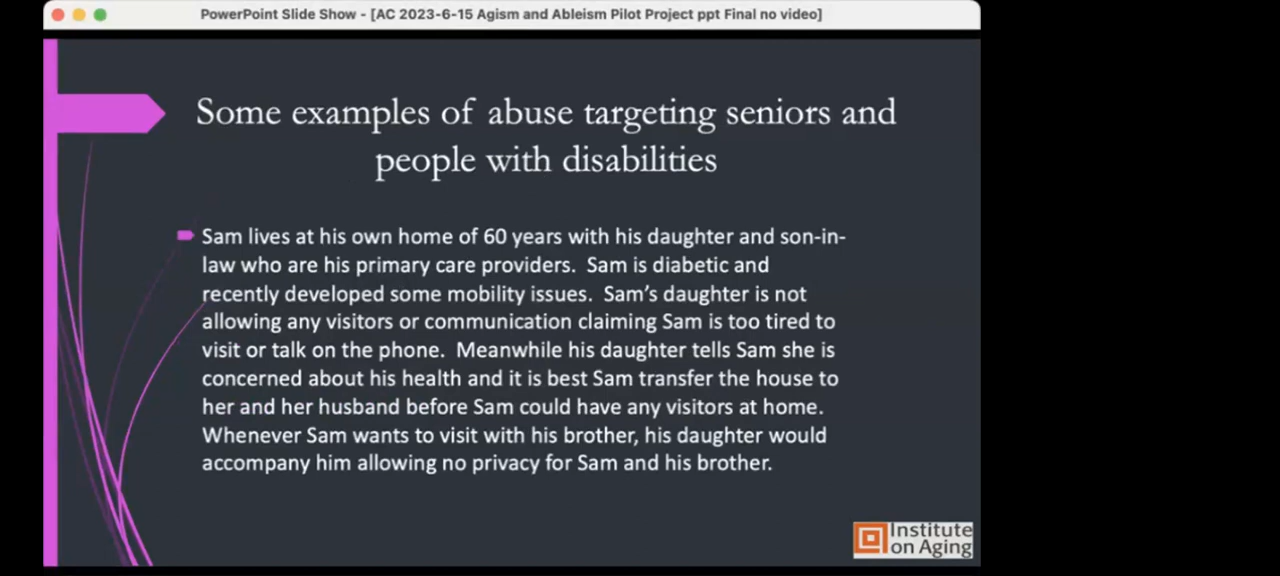 PowerPoint Slide Show - [AC 2023-6-15 Agism and Ableism Pilot Project ppt Final no video]
Some examples of abuse targeting seniors and
people with disabilities
Sam lives at his own home of 60 years with his daughter and son-in-
law who are his primary care providers.  Sam is diabetic and
recently developed some mobility issues.  Sam's daughter is not
allowing any visitors or communication claiming Sam is too tired to
visit or talk on the phone.  Meanwhile his daughter tells Sam she is
concerned about his health and it is best Sam transfer the house to
her and her husband before Sam could have any visitors at home.
Whenever Sam wants to visit with his brother, his daughter would
accompany him allowing no privacy for Sam and his brother.
Institute
on Aging